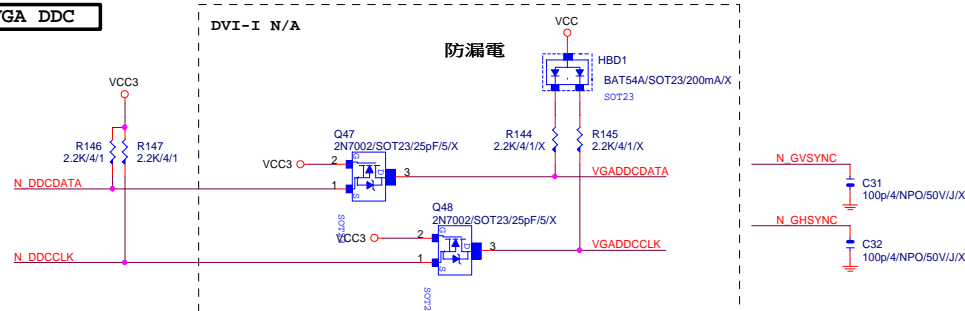 VGA DDC
DVI-I N/A
防漏電
VCC
HBD1
BAT54A/SOT23/200mA/X
SOT23
VCC3
R146
2.2K/4/1
R147
2.2K/4/1
Q47
2N7002/SOT23/25pF/5/X
R144
2.2K/4/1/X
R145
2.2K/4/1/X
VCC3
2
G
D
S
1
3
N_DDCDATA
VGADDCDATA
N_GVSYNC
C31
100p/4/NPO/50V/J/X
Q48
2N7002/SOT23/25pF/5/X
VCC3
2
G
D
S
1
3
N_DDCCLK
VGADDCCLK
N_GHSYNC
C32
100p/4/NPO/50V/J/X